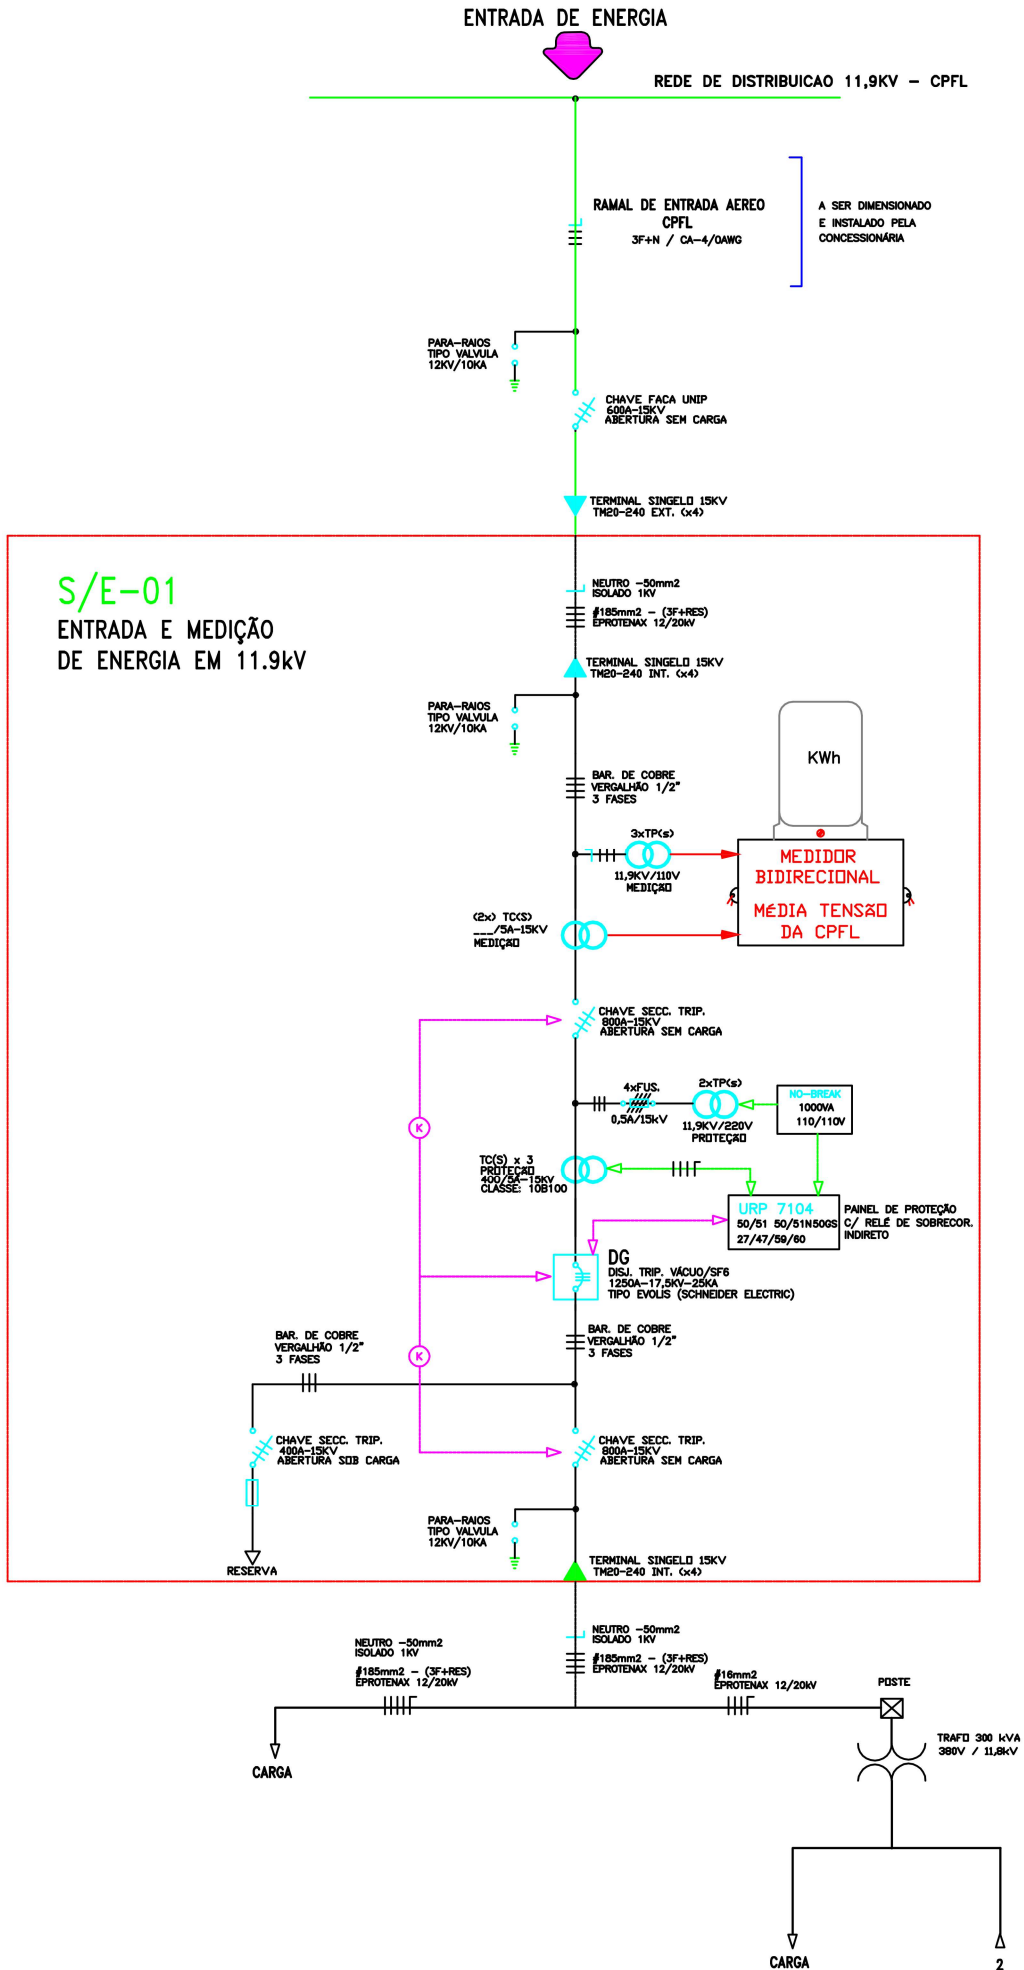 ENTRADA DE ENERGIA
REDE DE DISTRIBUICAO 11,9KV - CPFL
RAMAL DE ENTRADA AEREO
CPFL
3F+N / CA-4/0AWG
A SER DIMENSIONADO
E INSTALADO PELA
CONCESSIONÁRIA
PARA-RAIOS
TIPO VALVULA
12KV/10KA
CHAVE FACA UNIP
600A-15KV
ABERTURA SEM CARGA
TERMINAL SINGELO 15KV
TM20-240 EXT. (x4)
S/E-01
ENTRADA E MEDIÇÃO
DE ENERGIA EM 11.9kV
NEUTRO -50mm2
ISOLADO 1KV
#185mm2 - (3F+RES)
EPROTENAX 12/20kV
TERMINAL SINGELO 15KV
TM20-240 INT. (x4)
PARA-RAIOS
TIPO VALVULA
12KV/10KA
BAR. DE COBRE
VERGALHÃO 1/2"
3 FASES
KWh
3xTP(s)
11,9KV/110V
MEDIÇÃO
MEDIDOR
BIDIRECIONAL
MÉDIA TENSÃO
DA CPFL
(2x) TC(S)
___/5A-15KV
MEDIÇÃO
CHAVE SECC. TRIP.
800A-15KV
ABERTURA SEM CARGA
4xFUS.
0,5A/15kV
2xTP(s)
11,9KV/220V
PROTEÇÃO
NO-BREAK
1000VA
110/110V
K
TC(S) x 3
PROTEÇÃO
400/5A-15KV
CLASSE: 10B100
URP 7104
50/51 50/51N50GS
27/47/59/60
PAINEL DE PROTEÇÃO
C/ RELÉ DE SOBRECOR.
INDIRETO
DG
DISJ. TRIP. VÁCUO/SF6
1250A-17,5KV-25KA
TIPO EVOLIS (SCHNEIDER ELECTRIC)
BAR. DE COBRE
VERGALHÃO 1/2"
3 FASES
BAR. DE COBRE
VERGALHÃO 1/2"
3 FASES
K
CHAVE SECC. TRIP.
400A-15KV
ABERTURA SOB CARGA
CHAVE SECC. TRIP.
800A-15KV
ABERTURA SEM CARGA
PARA-RAIOS
TIPO VALVULA
12KV/10KA
RESERVA
TERMINAL SINGELO 15KV
TM20-240 INT. (x4)
NEUTRO -50mm2
ISOLADO 1KV
#185mm2 - (3F+RES)
EPROTENAX 12/20kV
NEUTRO -50mm2
ISOLADO 1KV
#185mm2 - (3F+RES)
EPROTENAX 12/20kV
#16mm2
EPROTENAX 12/20kV
POSTE
TRAFO 300 kVA
380V / 11,8kV
CARGA
CARGA
2